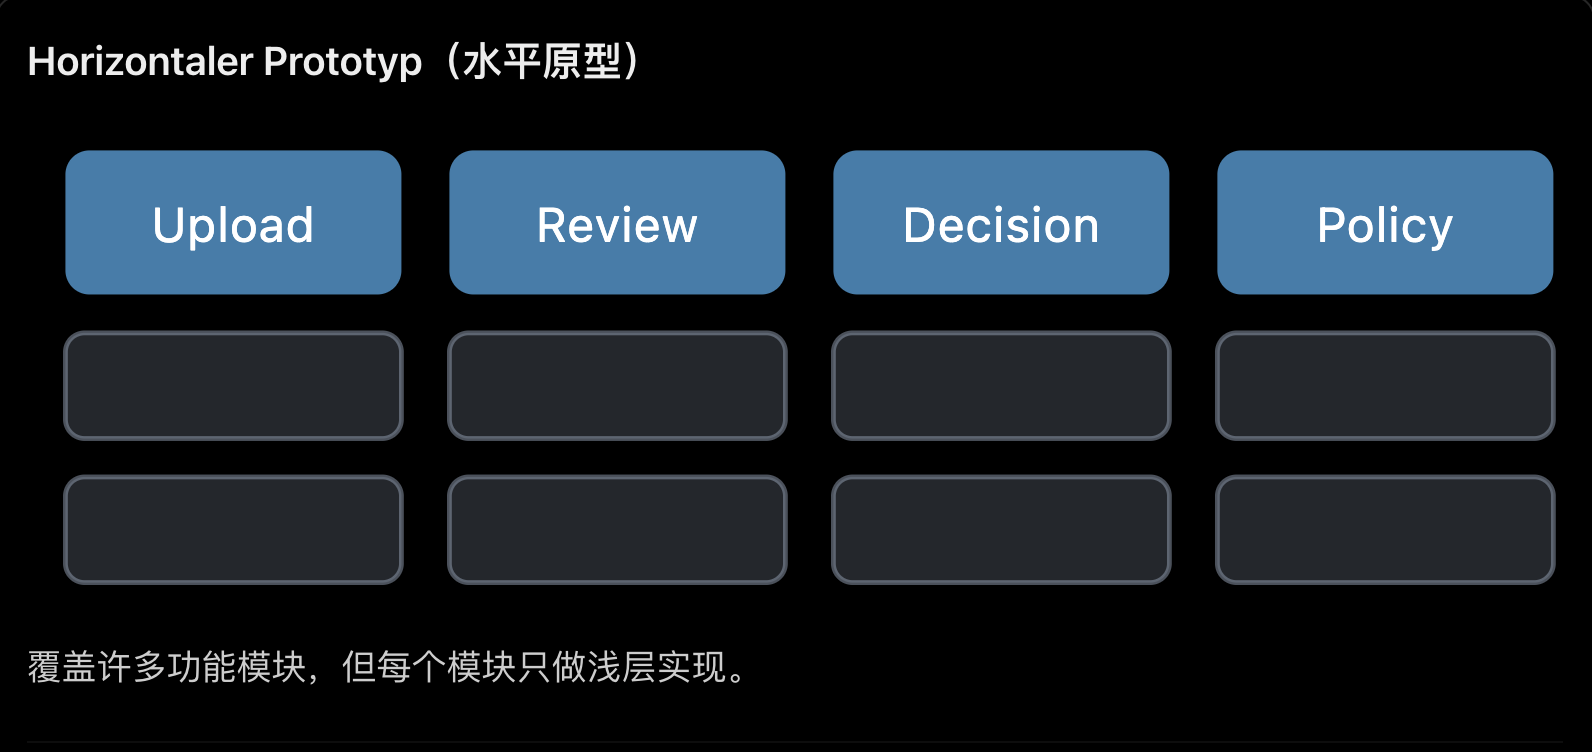 Horizontaler Prototyp（水平原型）
Upload
Review
Decision
Policy
覆盖许多功能模块，但每个模块只做浅层实现。